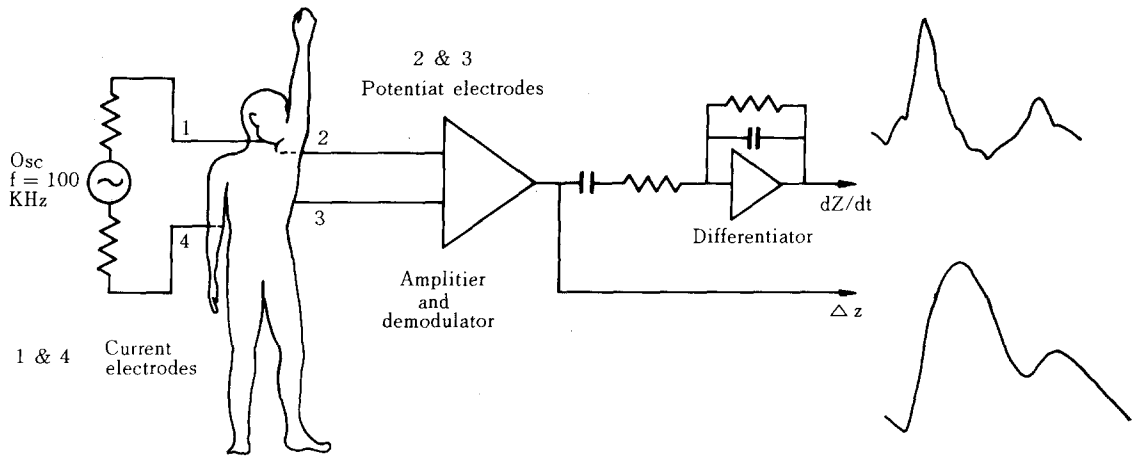 2 & 3
Potentiat electrodes
1
2
Osc
f = 100
KHz
3
4
dZ/dt
Differentiator
Amplitier
and
demodulator
△ z
1 & 4
Current
electrodes